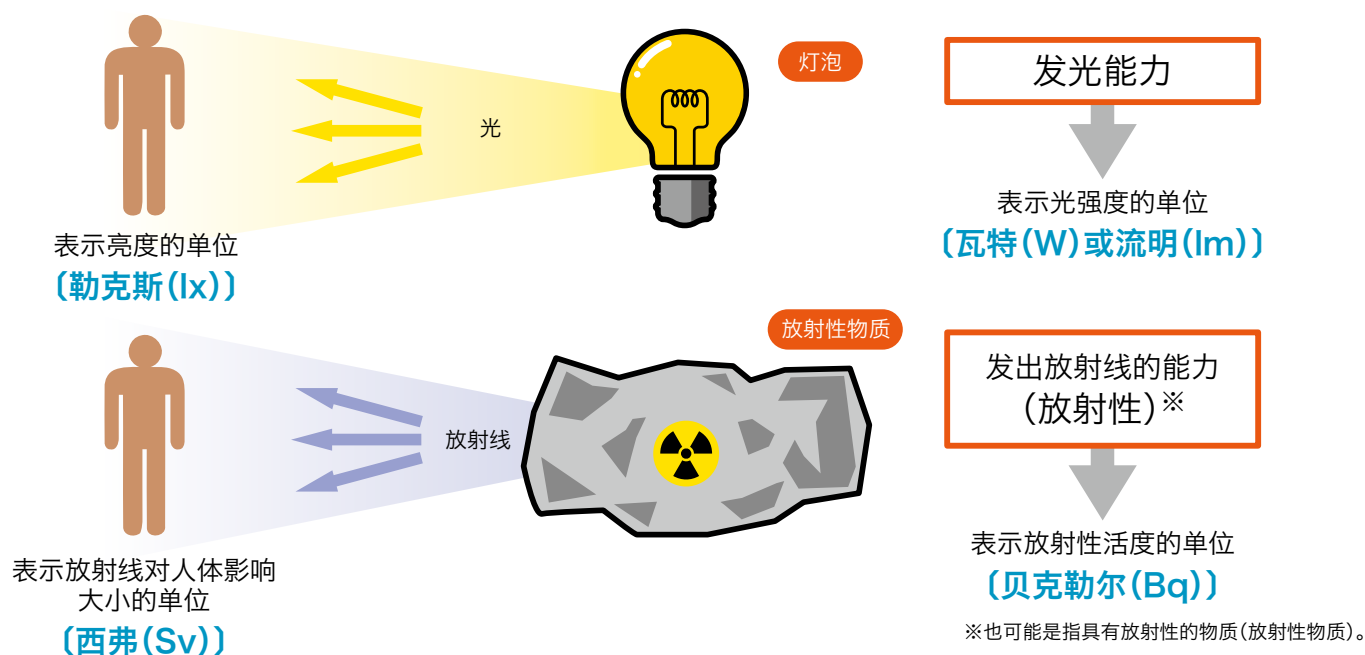 灯泡
发光能力
光
表示光强度的单位
〔瓦特(W)或流明(lm)〕
表示亮度的单位
〔勒克斯(lx)〕
放射性物质
发出放射线的能力
(放射性)※
放射线
表示放射性活度的单位
〔贝克勒尔(Bq)〕
表示放射线对人体影响
大小的单位
〔西弗(Sv)〕
※也可能是指具有放射性的物质(放射性物质)。